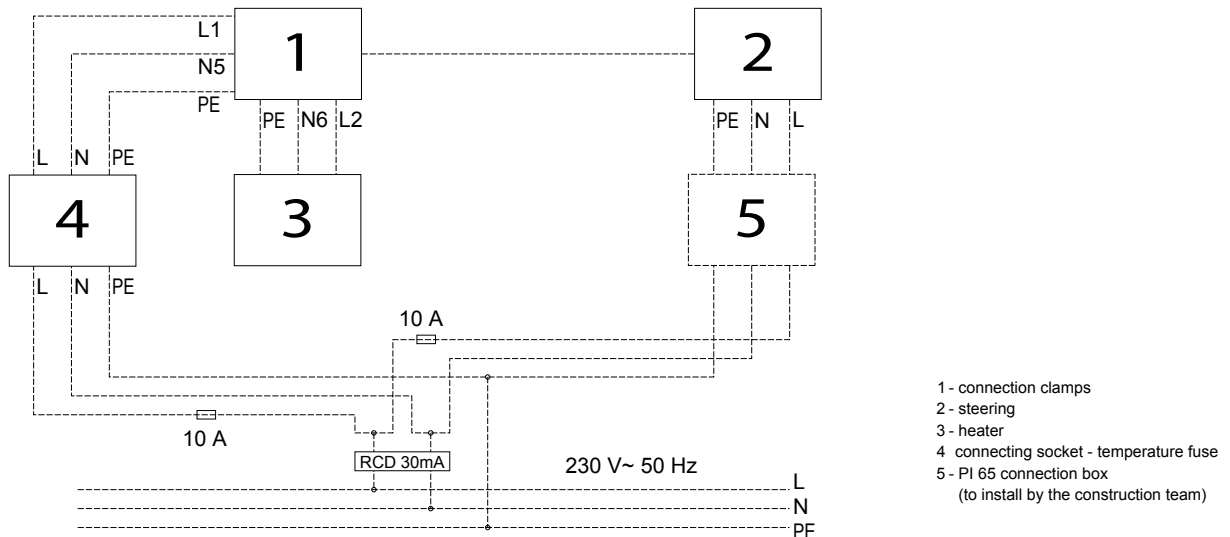 L1
1
2
N5
PE
PE N6 L2
PE N L
L N PE
4
3
5
L N PE
10 A
10 A
RCD 30mA
230 V~ 50 Hz
L
N
PE
1 - connection clamps
2 - steering
3 - heater
4 connecting socket - temperature fuse
5 - PI 65 connection box
(to install by the construction team)